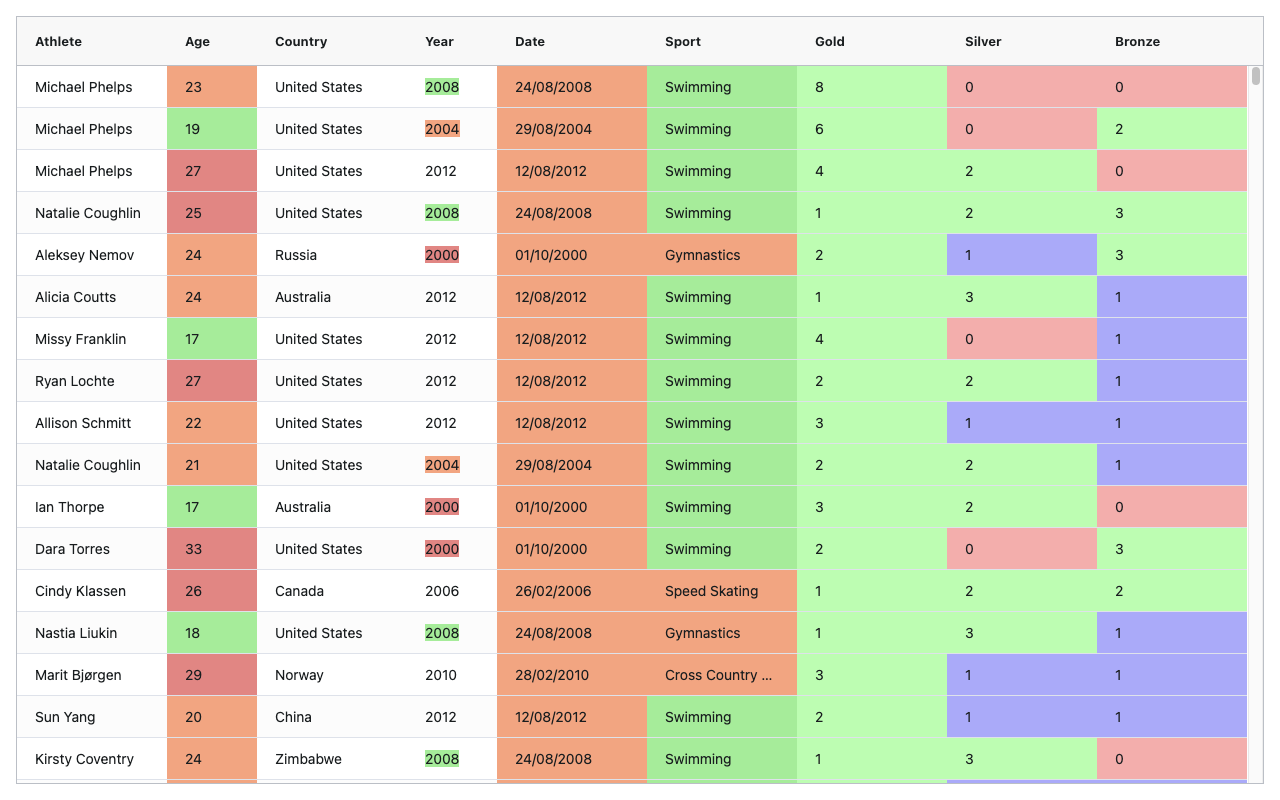 Athlete Age Country Year Date Sport Gold Silver Bronze
Michael Phelps 23 United States 2008 24/08/2008 Swimming 8 0 0
Michael Phelps 19 United States 2004 29/08/2004 Swimming 6 0 2
Michael Phelps 27 United States 2012 12/08/2012 Swimming 4 2 0
Natalie Coughlin 25 United States 2008 24/08/2008 Swimming 1 2 3
Aleksey Nemov 24 Russia 2000 01/10/2000 Gymnastics 2 1 3
Alicia Coutts 24 Australia 2012 12/08/2012 Swimming 1 3 1
Missy Franklin 17 United States 2012 12/08/2012 Swimming 4 0 1
Ryan Lochte 27 United States 2012 12/08/2012 Swimming 2 2 1
Allison Schmitt 22 United States 2012 12/08/2012 Swimming 3 1 1
Natalie Coughlin 21 United States 2004 29/08/2004 Swimming 2 2 1
Ian Thorpe 17 Australia 2000 01/10/2000 Swimming 3 2 0
Dara Torres 33 United States 2000 01/10/2000 Swimming 2 0 3
Cindy Klassen 26 Canada 2006 26/02/2006 Speed Skating 1 2 2
Nastia Liukin 18 United States 2008 24/08/2008 Gymnastics 1 3 1
Marit Bjørgen 29 Norway 2010 28/02/2010 Cross Country ... 3 1 1
Sun Yang 20 China 2012 12/08/2012 Swimming 2 1 1
Kirsty Coventry 24 Zimbabwe 2008 24/08/2008 Swimming 1 3 0